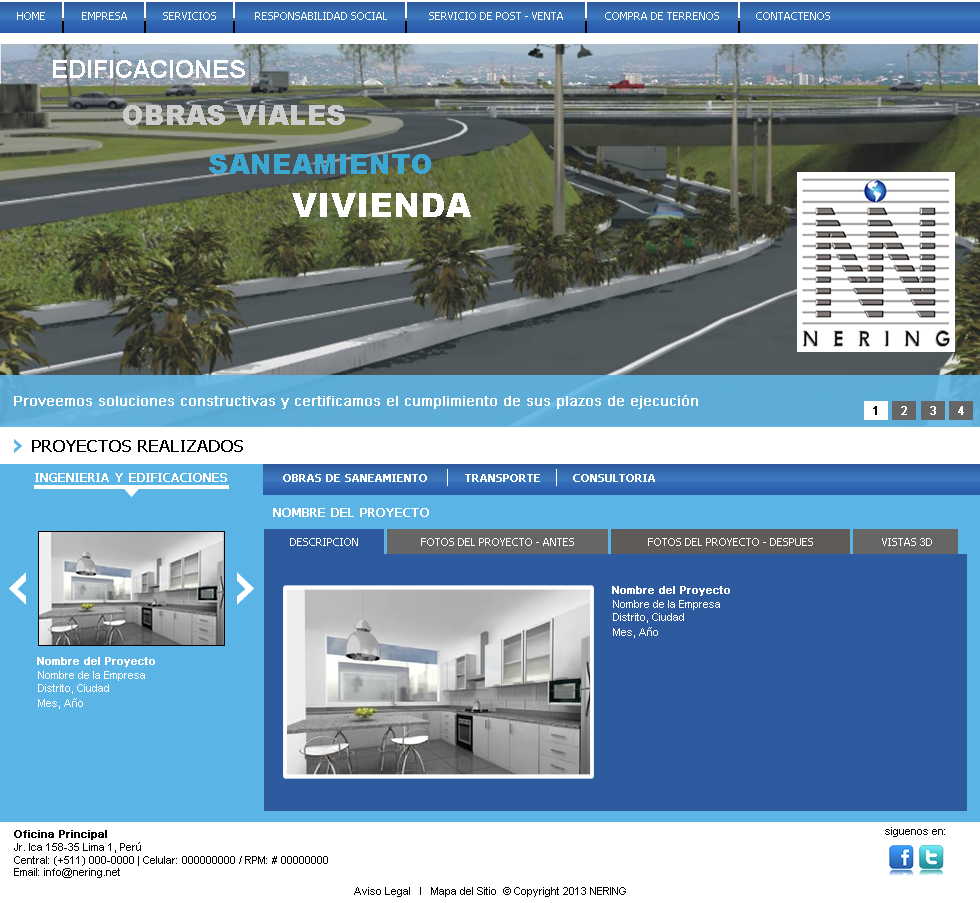 HOME EMPRESA SERVICIOS RESPONSABILIDAD SOCIAL SERVICIO DE POST - VENTA COMPRA DE TERRENOS CONTACTENOS
EDIFICACIONES
OBRAS VIALES
SANEAMIENTO
VIVIENDA
NERING
Proveemos soluciones constructivas y certificamos el cumplimiento de sus plazos de ejecución
1 2 3 4
PROYECTOS REALIZADOS
INGENIERIA Y EDIFICACIONES
OBRAS DE SANEAMIENTO TRANSPORTE CONSULTORIA
NOMBRE DEL PROYECTO
DESCRIPCION FOTOS DEL PROYECTO - ANTES FOTOS DEL PROYECTO - DESPUES VISTAS 3D
Nombre del Proyecto
Nombre de la Empresa
Distrito, Ciudad
Mes, Año
Nombre del Proyecto
Nombre de la Empresa
Distrito, Ciudad
Mes, Año
Oficina Principal
Jr. Ica 158-35 Lima 1, Perú
Central: (+511) 000-0000 | Celular: 000000000 / RPM: # 00000000
Email: info@nering.net
siguenos en:
f t
Aviso Legal I Mapa del Sitio © Copyright 2013 NERING